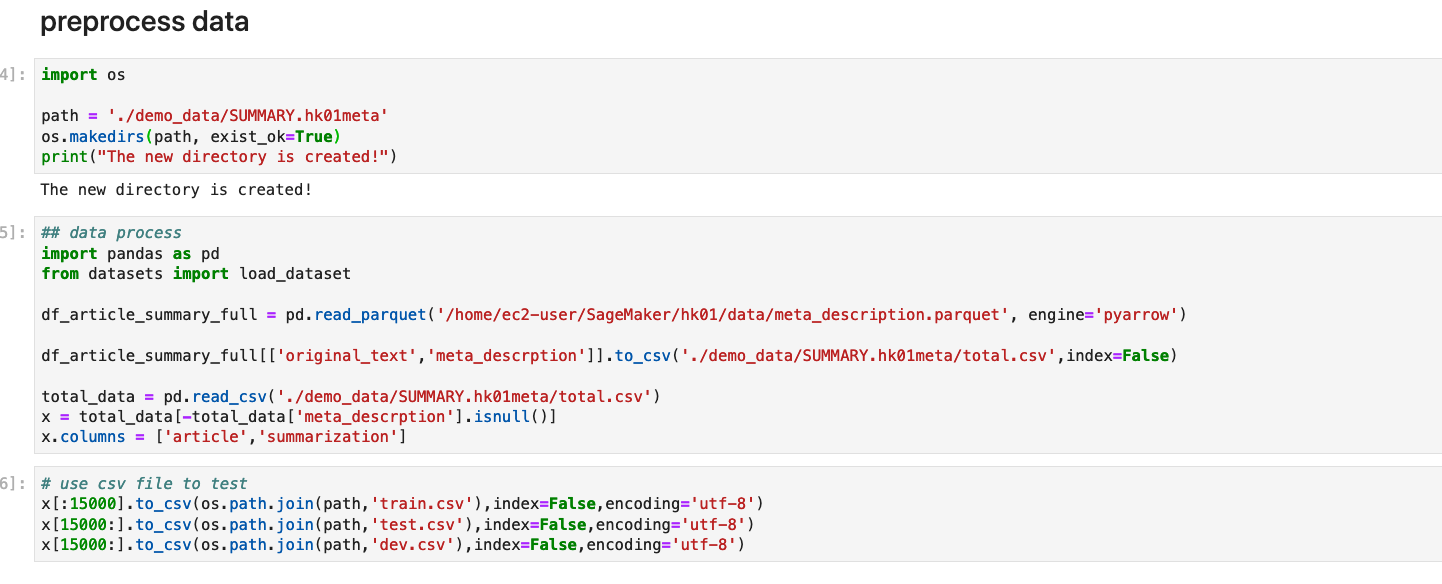 preprocess data
4]:
import os
path = './demo_data/SUMMARY.hk01meta'
os.makedirs(path, exist_ok=True)
print("The new directory is created!")
The new directory is created!
5]:
## data process
import pandas as pd
from datasets import load_dataset
df_article_summary_full = pd.read_parquet('/home/ec2-user/SageMaker/hk01/data/meta_description.parquet', engine='pyarrow')
df_article_summary_full[['original_text','meta_descrption']].to_csv('./demo_data/SUMMARY.hk01meta/total.csv',index=False)
total_data = pd.read_csv('./demo_data/SUMMARY.hk01meta/total.csv')
x = total_data[-total_data['meta_descrption'].isnull()]
x.columns = ['article','summarization']
6]:
# use csv file to test
x[:15000].to_csv(os.path.join(path,'train.csv'),index=False,encoding='utf-8')
x[15000:].to_csv(os.path.join(path,'test.csv'),index=False,encoding='utf-8')
x[15000:].to_csv(os.path.join(path,'dev.csv'),index=False,encoding='utf-8')